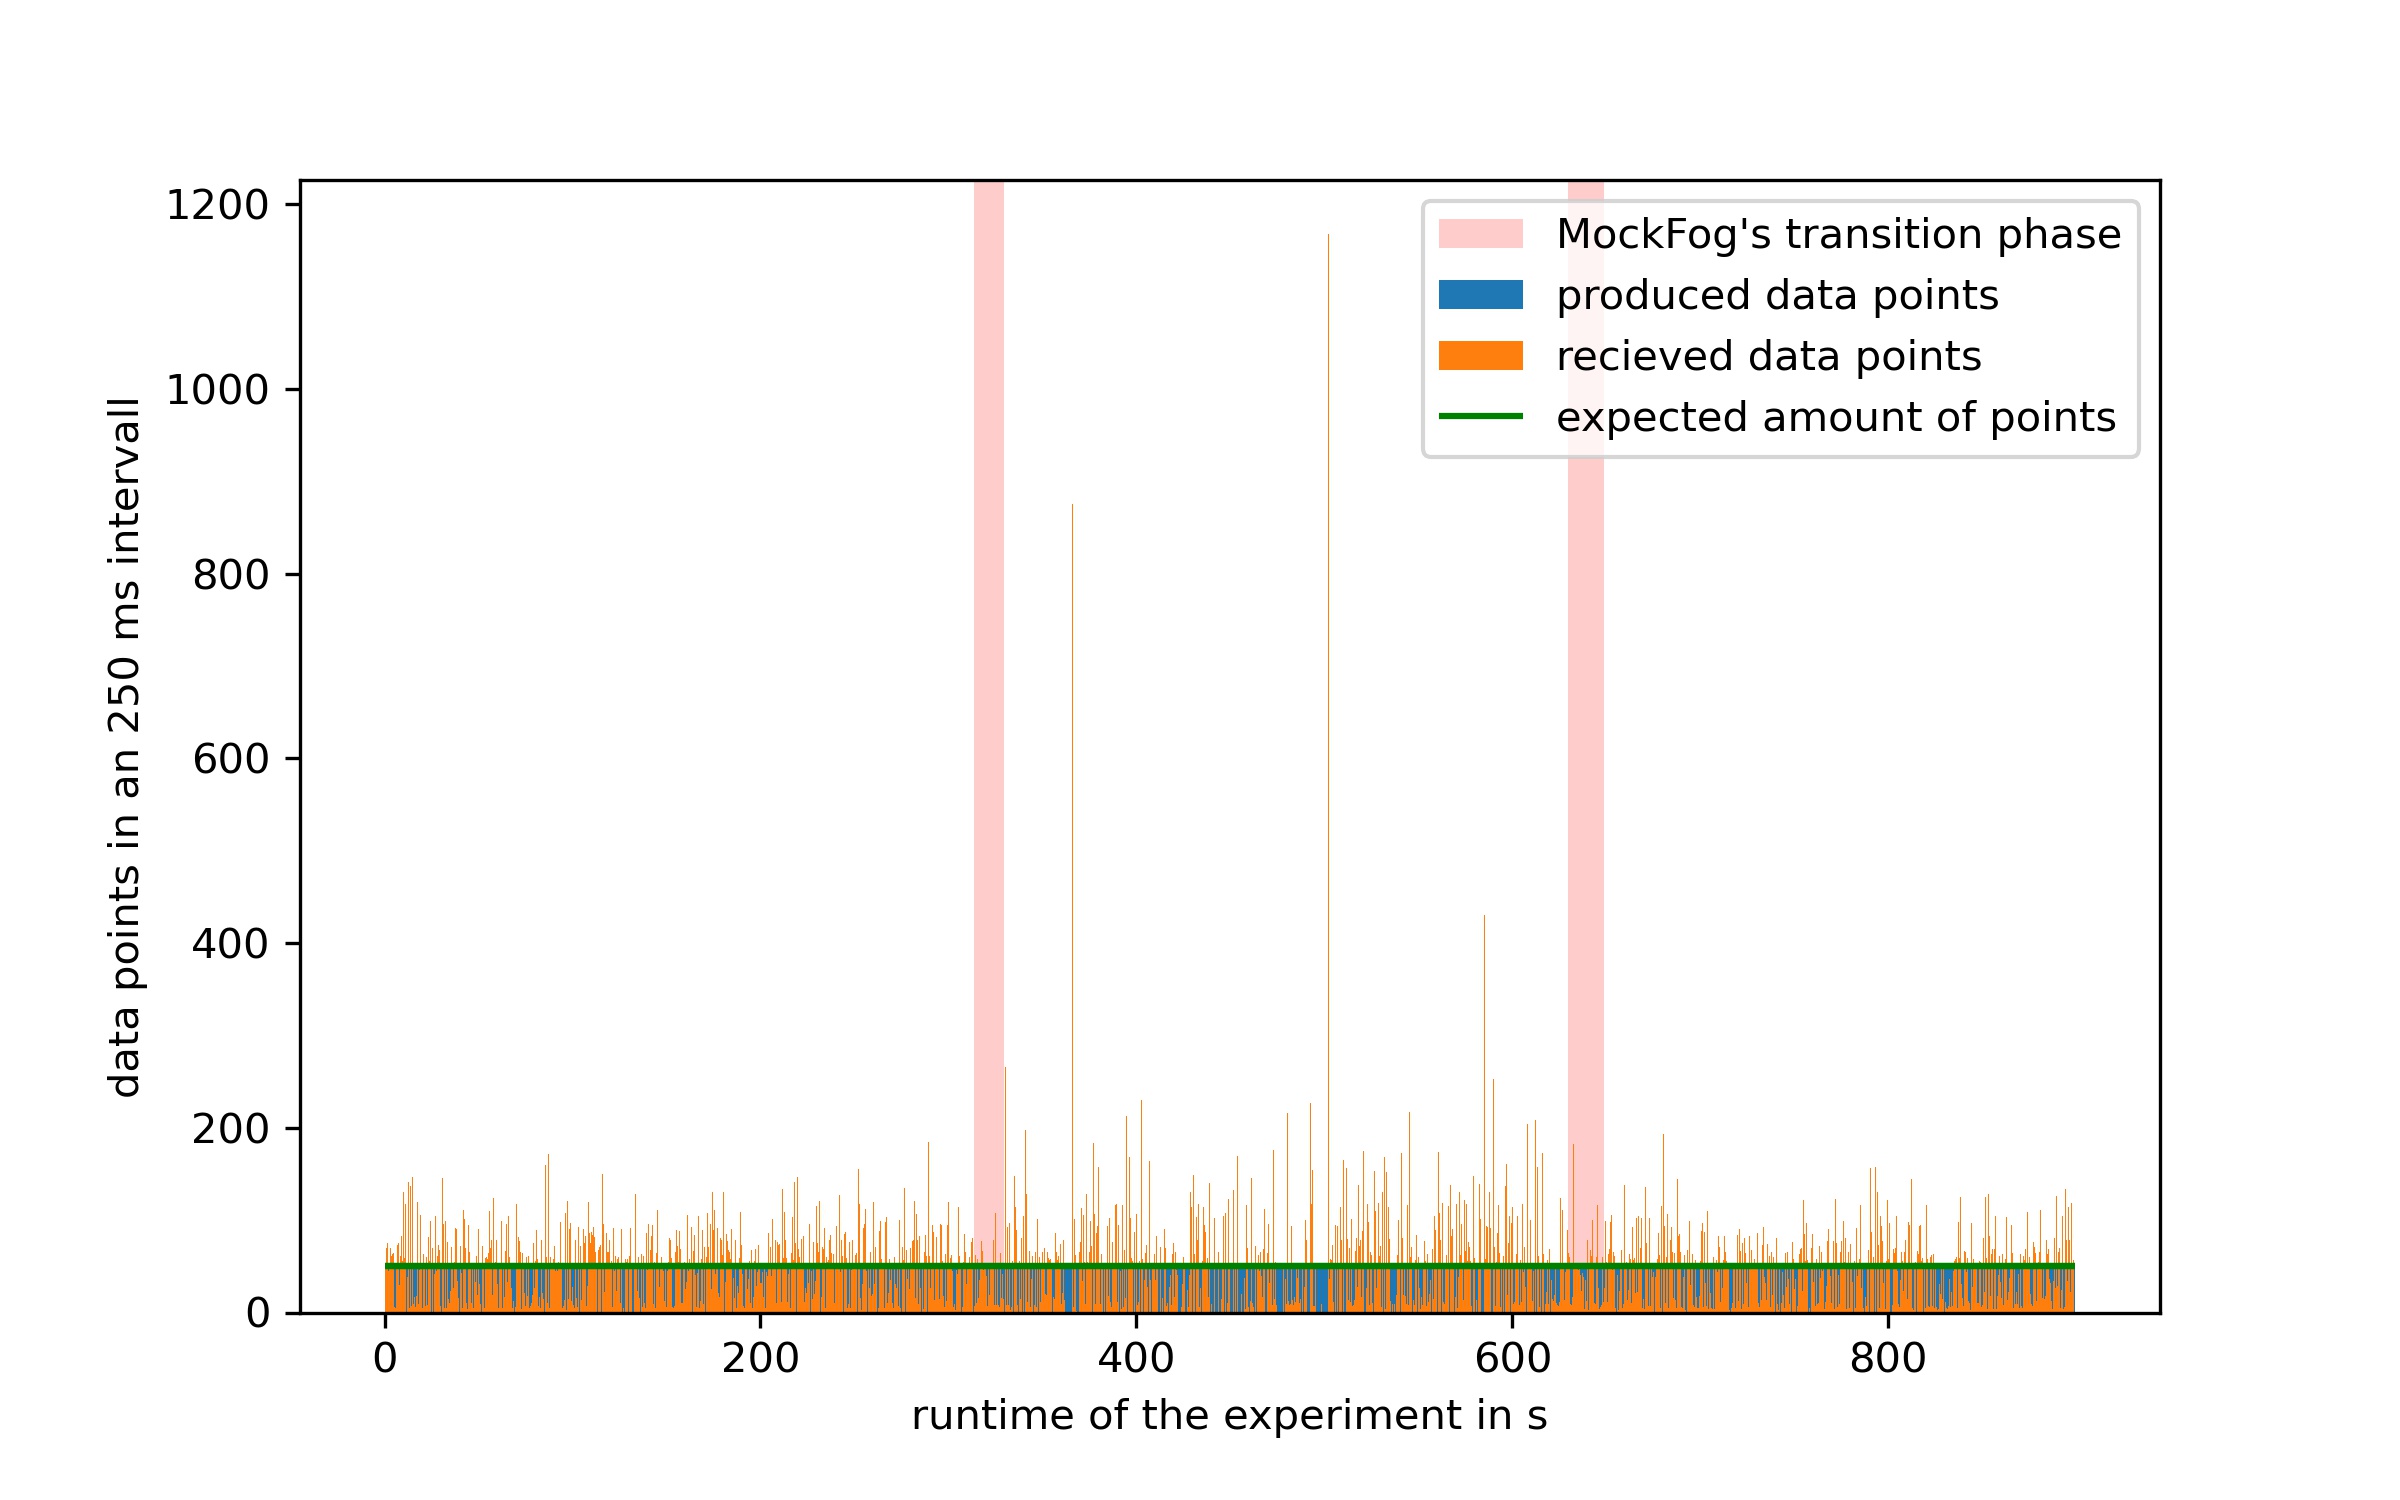 1200
1000
800
600
400
200
0
data points in an 250 ms intervall
MockFog's transition phase
produced data points
recieved data points
expected amount of points
0 200 400 600 800
runtime of the experiment in s